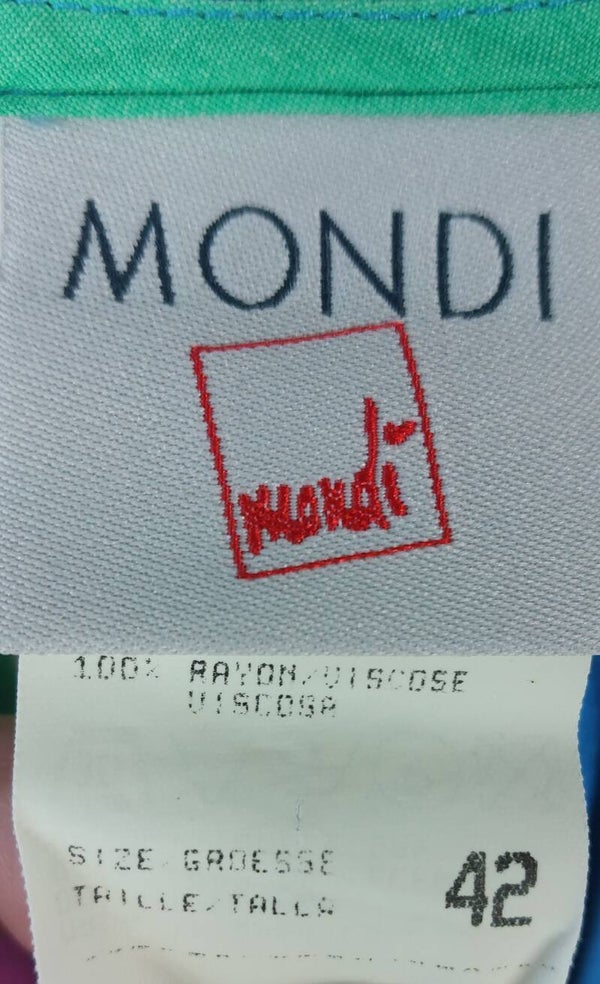 MONDI
mondi
100% RAYON/VISCOSE
VISCOSA
SIZE/GROESSE
TAILLE/TALLA
42